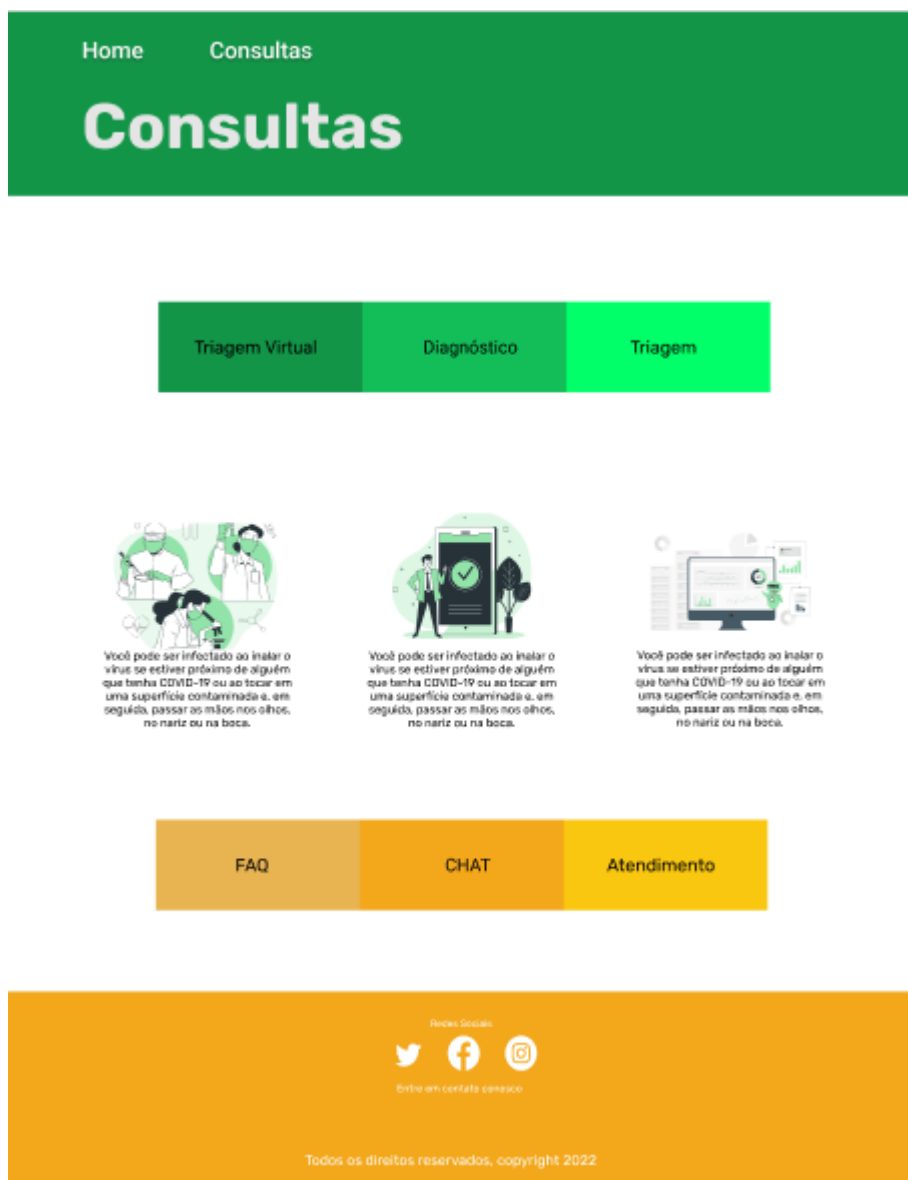 Home Consultas
Consultas
Triagem Virtual Diagnóstico Triagem
Você pode ser infectado ao inalar o
vírus se estiver próximo de alguém
que tenha COVID-19 ou ao tocar em
uma superfície contaminada e, em
seguida, passar as mãos nos olhos,
no nariz ou na boca.
Você pode ser infectado ao inalar o
vírus se estiver próximo de alguém
que tenha COVID-19 ou ao tocar em
uma superfície contaminada e, em
seguida, passar as mãos nos olhos,
no nariz ou na boca.
Você pode ser infectado ao inalar o
vírus se estiver próximo de alguém
que tenha COVID-19 ou ao tocar em
uma superfície contaminada e, em
seguida, passar as mãos nos olhos,
no nariz ou na boca.
FAQ CHAT Atendimento
Redes Sociais
Entre em contato conosco
Todos os direitos reservados, copyright 2022